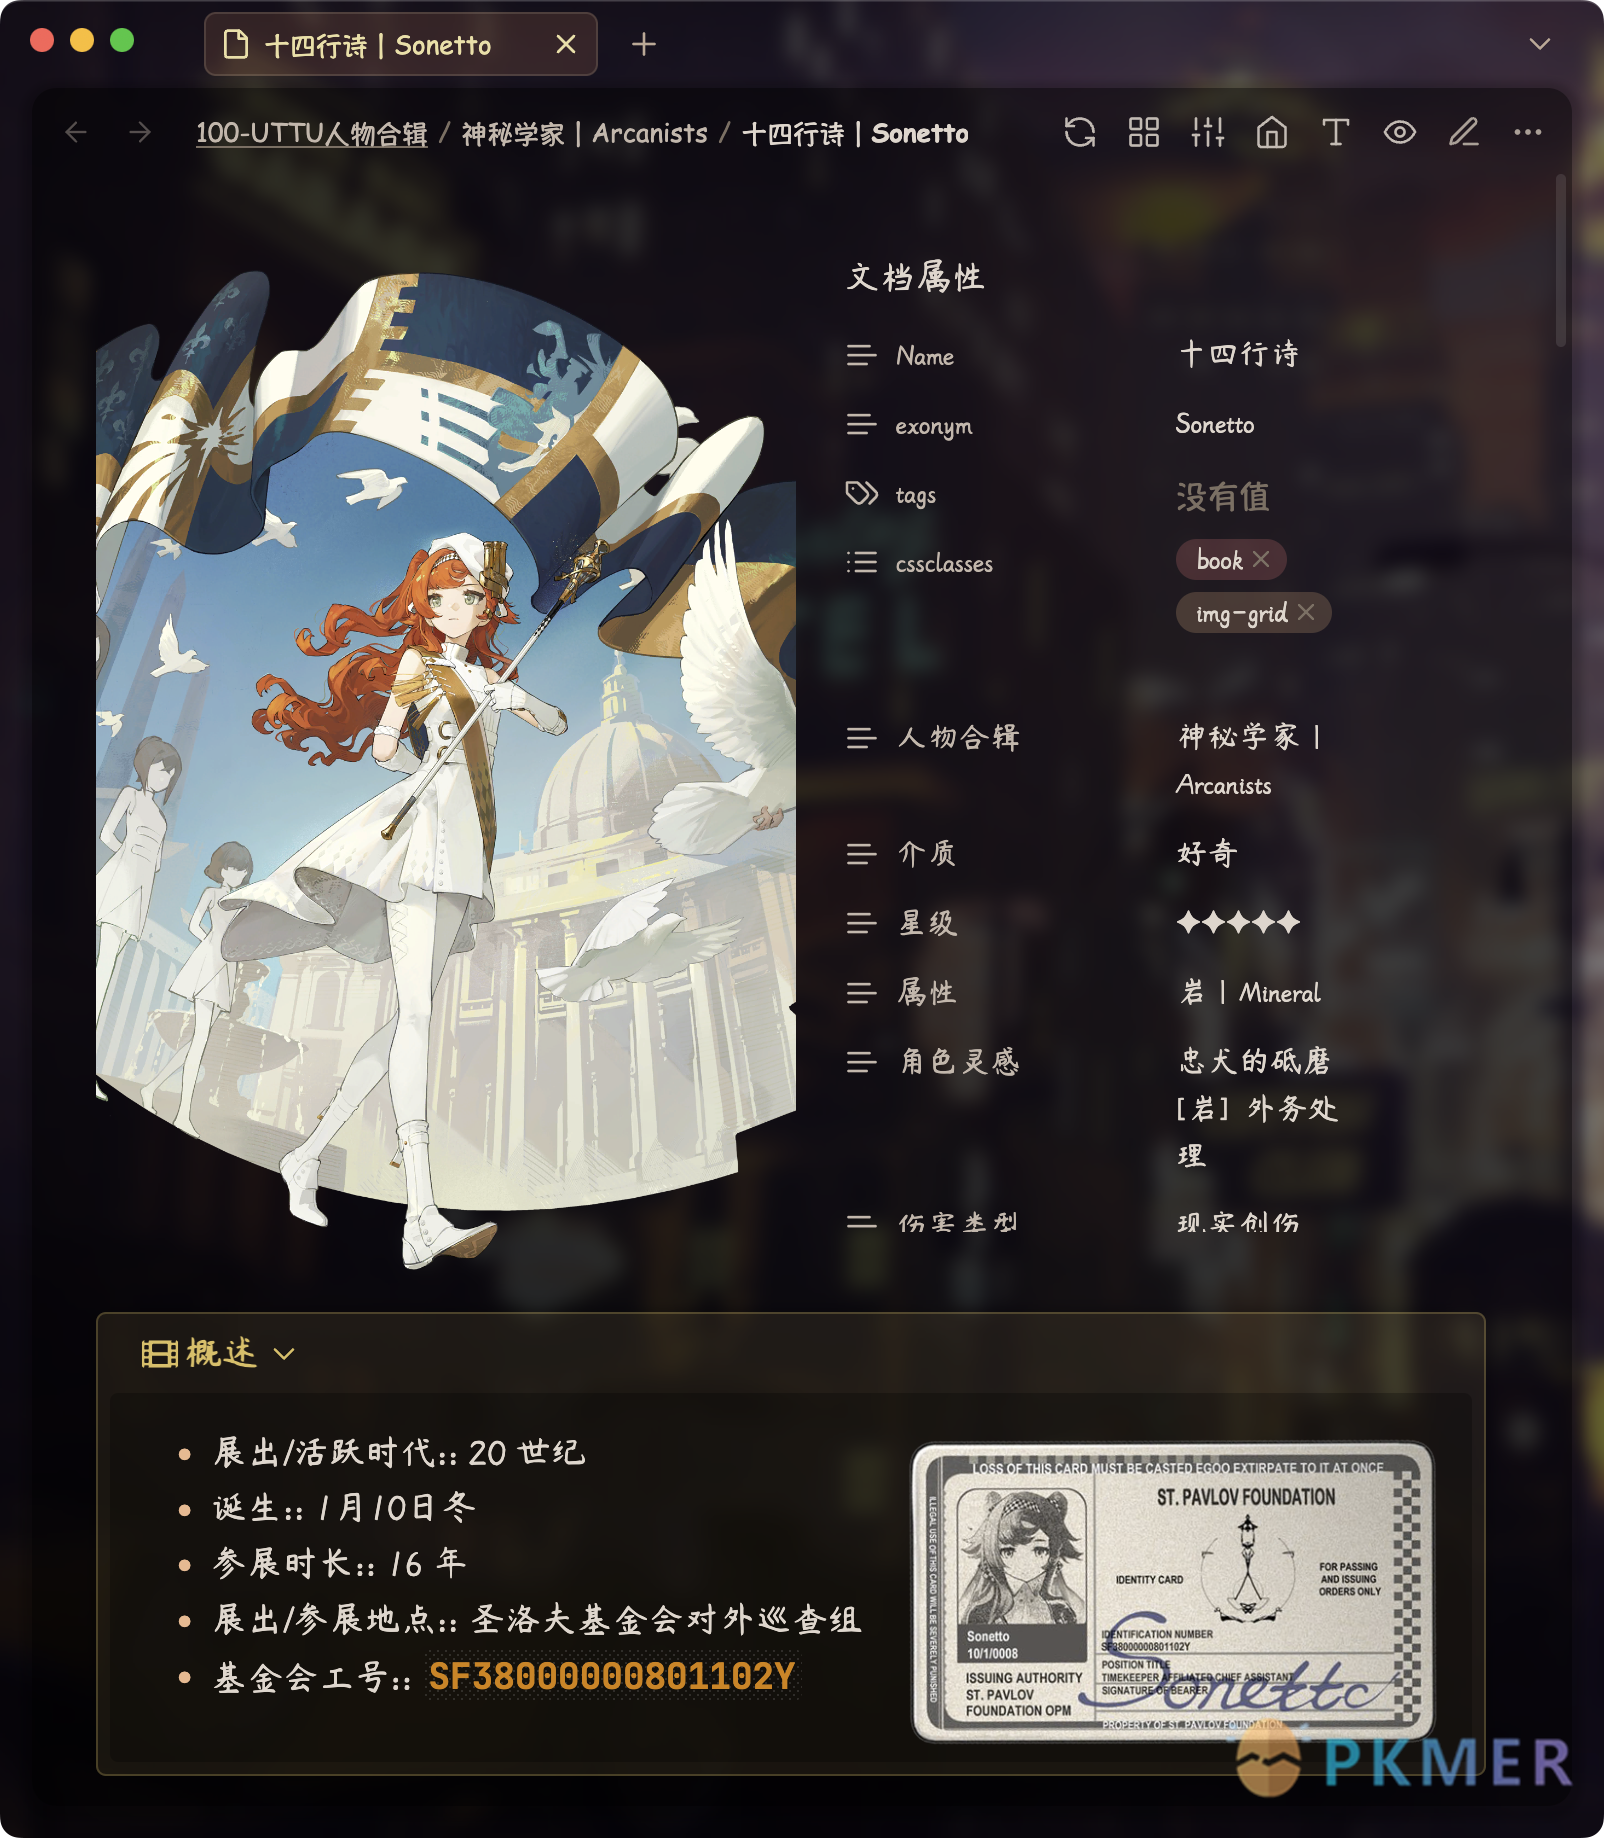 十四行诗 | Sonetto
100-UTTU人物合辑 / 神秘学家 | Arcanists / 十四行诗 | Sonetto
文档属性
Name 十四行诗
exonym Sonetto
tags 没有值
cssclasses book
img-grid
人物合辑 神秘学家 |
Arcanists
介质 好奇
星级 ✦✦✦✦✦
属性 岩 | Mineral
角色灵感 忠犬的砥磨
[岩] 外务处
理
伤害类型 现实创伤
概述
展出/活跃时代:: 20 世纪
诞生:: 1月10日冬
参展时长:: 16 年
展出/参展地点:: 圣洛夫基金会对外巡查组
基金会工号:: SF38000000801102Y
LOSS OF THIS CARD MUST BE CASTED EGOO EXTIRPATE TO IT AT ONCE
ILLEGAL USE OF THIS CARD WILL BE SEVERELY PUNISHED
ST. PAVLOV FOUNDATION
IDENTITY CARD
FOR PASSING
AND ISSUING
ORDERS ONLY
Sonetto
10/1/0008
ISSUING AUTHORITY
ST. PAVLOV
FOUNDATION OPM
IDENTIFICATION NUMBER
SF38000000801102Y
POSITION TITLE
TIMEKEEPER AFFILIATED CHIEF ASSISTANT
SIGNATURE OF BEARER
Sonetto
PROPERTY OF ST. PAVLOV FOUNDATION
PKMER